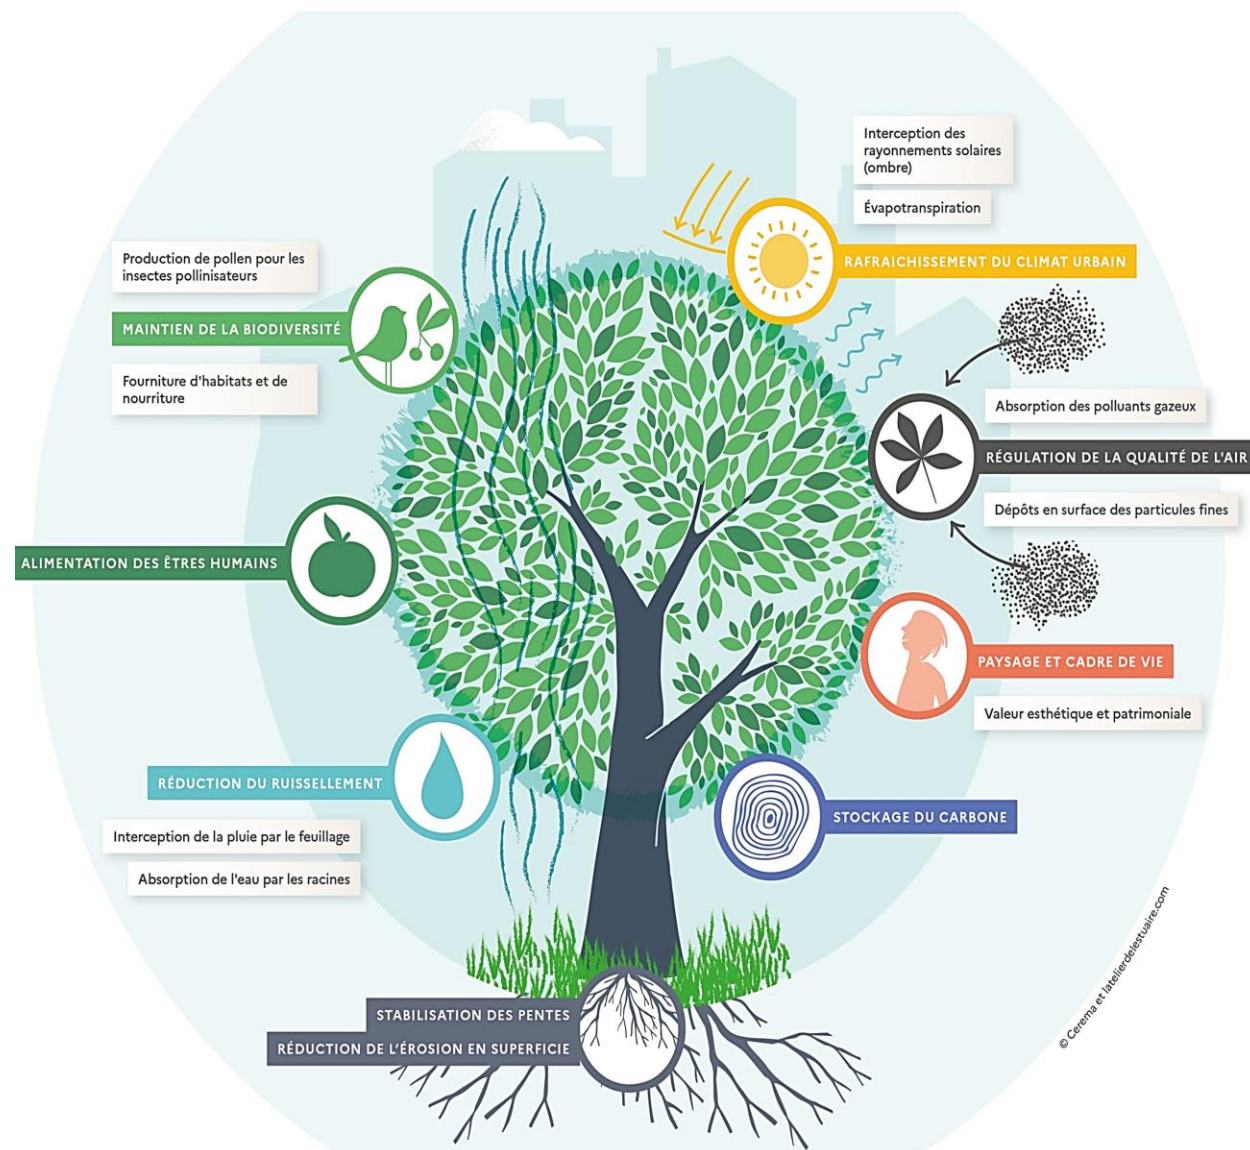 Interception des
rayonnements solaires
(ombre)
Évapotranspiration
RAFRAICHISSEMENT DU CLIMAT URBAIN
Production de pollen pour les
insectes pollinisateurs
MAINTIEN DE LA BIODIVERSITÉ
Fourniture d'habitats et de
nourriture
Absorption des polluants gazeux
RÉGULATION DE LA QUALITÉ DE L'AIR
Dépôts en surface des particules fines
ALIMENTATION DES ÊTRES HUMAINS
PAYSAGE ET CADRE DE VIE
Valeur esthétique et patrimoniale
RÉDUCTION DU RUISSELLEMENT
Interception de la pluie par le feuillage
Absorption de l'eau par les racines
STOCKAGE DU CARBONE
STABILISATION DES PENTES
RÉDUCTION DE L'ÉROSION EN SUPERFICIE
© Cerema et latelierdelestuaire.com